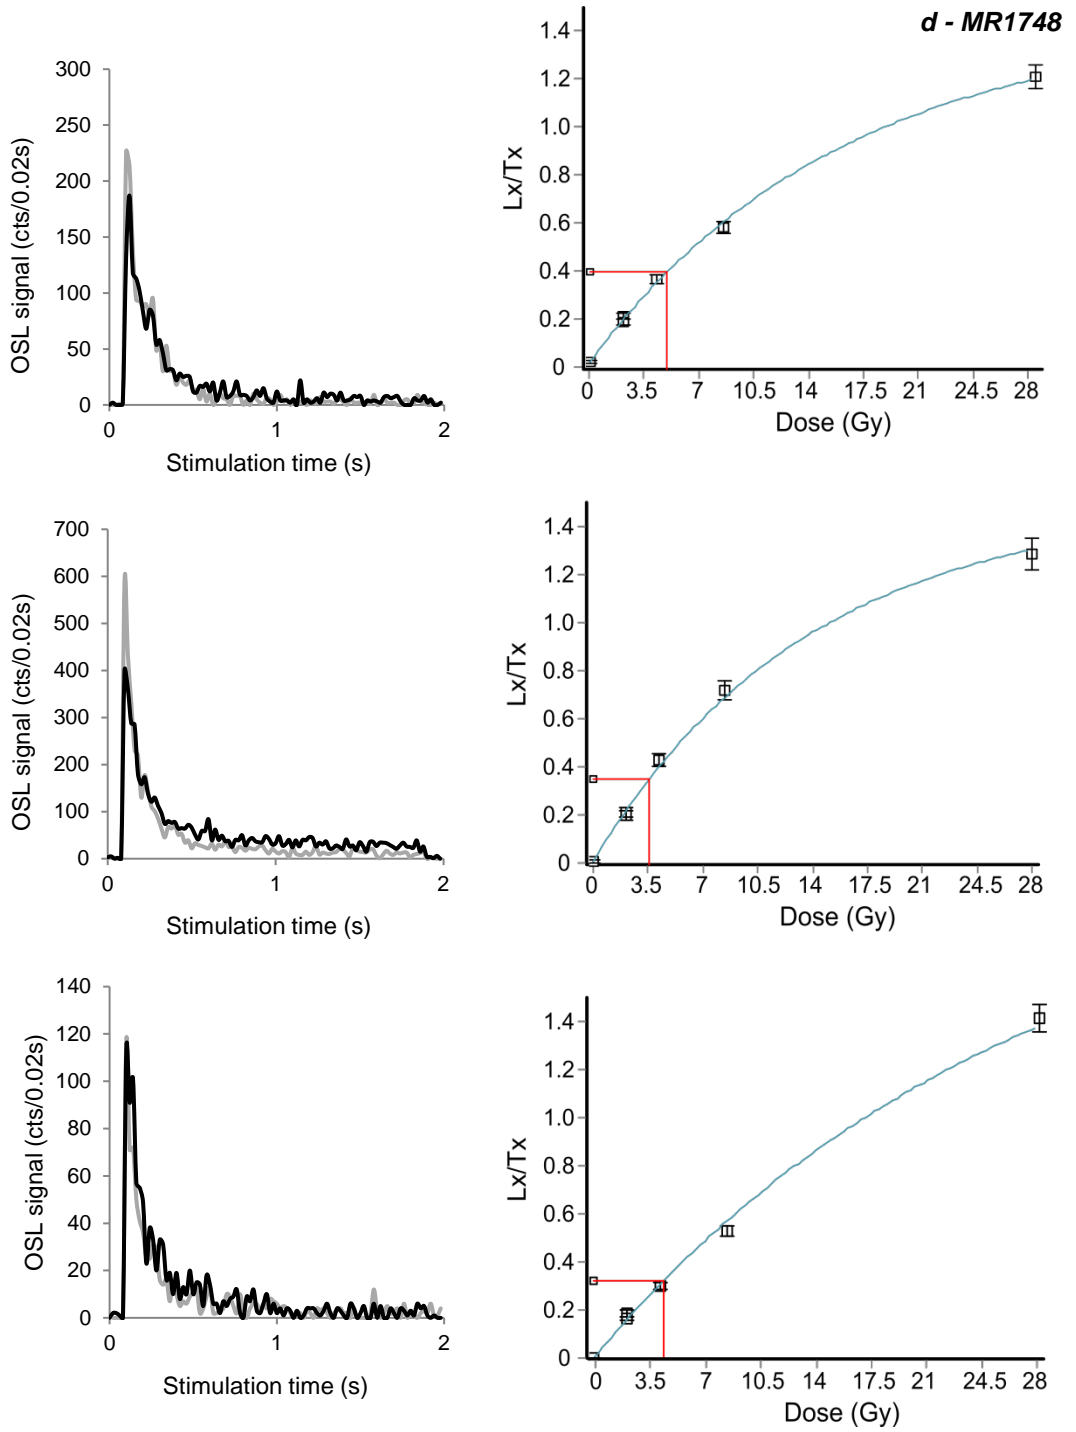 d - MR1748
300
250
200
150
100
50
0
OSL signal (cts/0.02s)
0 1 2
Stimulation time (s)
1.4
1.2
1.0
0.8
0.6
0.4
0.2
0
Lx/Tx
0 3.5 7 10.5 14 17.5 21 24.5 28
Dose (Gy)
700
600
500
400
300
200
100
0
OSL signal (cts/0.02s)
0 1 2
Stimulation time (s)
1.4
1.2
1.0
0.8
0.6
0.4
0.2
0
Lx/Tx
0 3.5 7 10.5 14 17.5 21 24.5 28
Dose (Gy)
140
120
100
80
60
40
20
0
OSL signal (cts/0.02s)
0 1 2
Stimulation time (s)
1.4
1.2
1.0
0.8
0.6
0.4
0.2
0
Lx/Tx
0 3.5 7 10.5 14 17.5 21 24.5 28
Dose (Gy)